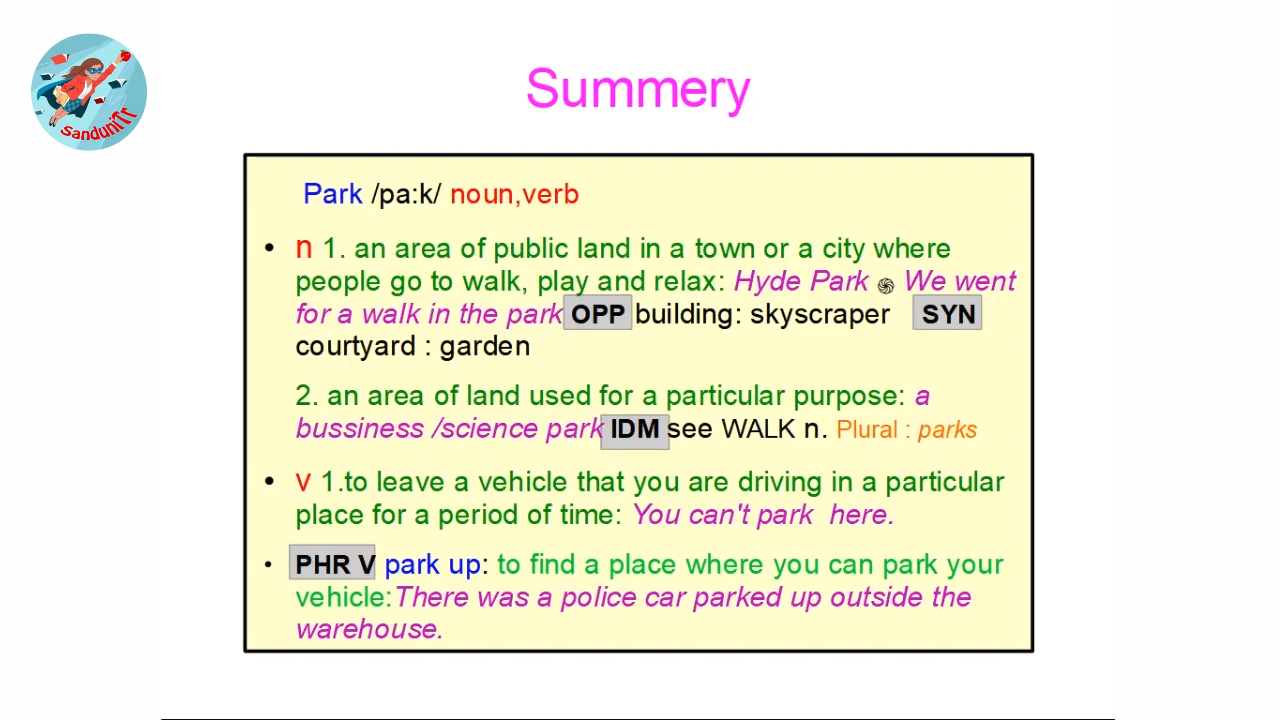 SanduniTr
Summery
Park /pa:k/ noun,verb
• n 1. an area of public land in a town or a city where
people go to walk, play and relax: Hyde Park ֍ We went
for a walk in the park OPP building: skyscraper SYN
courtyard : garden
2. an area of land used for a particular purpose: a
bussiness /science park IDM see WALK n. Plural : parks
• v 1.to leave a vehicle that you are driving in a particular
place for a period of time: You can't park here.
• PHR V park up: to find a place where you can park your
vehicle:There was a police car parked up outside the
warehouse.